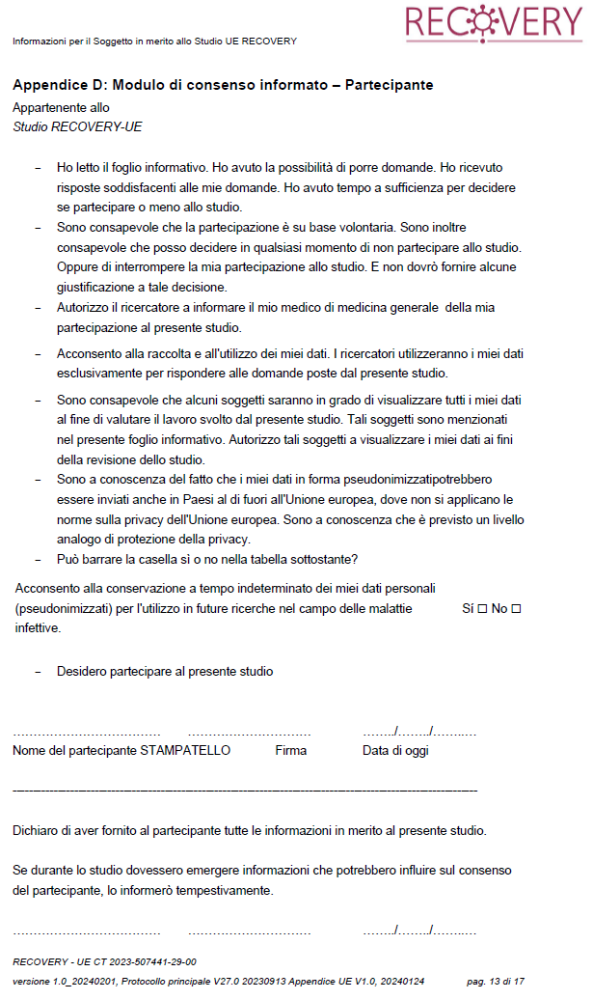 RECOVERY
Informazioni per il Soggetto in merito allo Studio UE RECOVERY
Appendice D: Modulo di consenso informato – Partecipante
Appartenente allo
Studio RECOVERY-UE
– Ho letto il foglio informativo. Ho avuto la possibilità di porre domande. Ho ricevuto
risposte soddisfacenti alle mie domande. Ho avuto tempo a sufficienza per decidere
se partecipare o meno allo studio.
– Sono consapevole che la partecipazione è su base volontaria. Sono inoltre
consapevole che posso decidere in qualsiasi momento di non partecipare allo studio.
Oppure di interrompere la mia partecipazione allo studio. E non dovrò fornire alcune
giustificazione a tale decisione.
– Autorizzo il ricercatore a informare il mio medico di medicina generale  della mia
partecipazione al presente studio.
– Acconsento alla raccolta e all'utilizzo dei miei dati. I ricercatori utilizzeranno i miei dati
esclusivamente per rispondere alle domande poste dal presente studio.
– Sono consapevole che alcuni soggetti saranno in grado di visualizzare tutti i miei dati
al fine di valutare il lavoro svolto dal presente studio. Tali soggetti sono menzionati
nel presente foglio informativo. Autorizzo tali soggetti a visualizzare i miei dati ai fini
della revisione dello studio.
– Sono a conoscenza del fatto che i miei dati in forma pseudonimizzatipotrebbero
essere inviati anche in Paesi al di fuori all'Unione europea, dove non si applicano le
norme sulla privacy dell'Unione europea. Sono a conoscenza che è previsto un livello
analogo di protezione della privacy.
– Può barrare la casella sì o no nella tabella sottostante?
Acconsento alla conservazione a tempo indeterminato dei miei dati personali
(pseudonimizzati) per l'utilizzo in future ricerche nel campo delle malattie Sí ☐ No ☐
infettive.
– Desidero partecipare al presente studio
……………………………… ………………………… ……../……../……..…
Nome del partecipante STAMPATELLO Firma Data di oggi
----------------------------------------------------------------------------------------------------
Dichiaro di aver fornito al partecipante tutte le informazioni in merito al presente studio.
Se durante lo studio dovessero emergere informazioni che potrebbero influire sul consenso
del partecipante, lo informerò tempestivamente.
……………………………… ………………………… ……../……../……..…
RECOVERY - UE CT 2023-507441-29-00
versione 1.0_20240201, Protocollo principale V27.0 20230913 Appendice UE V1.0, 20240124 pag. 13 di 17